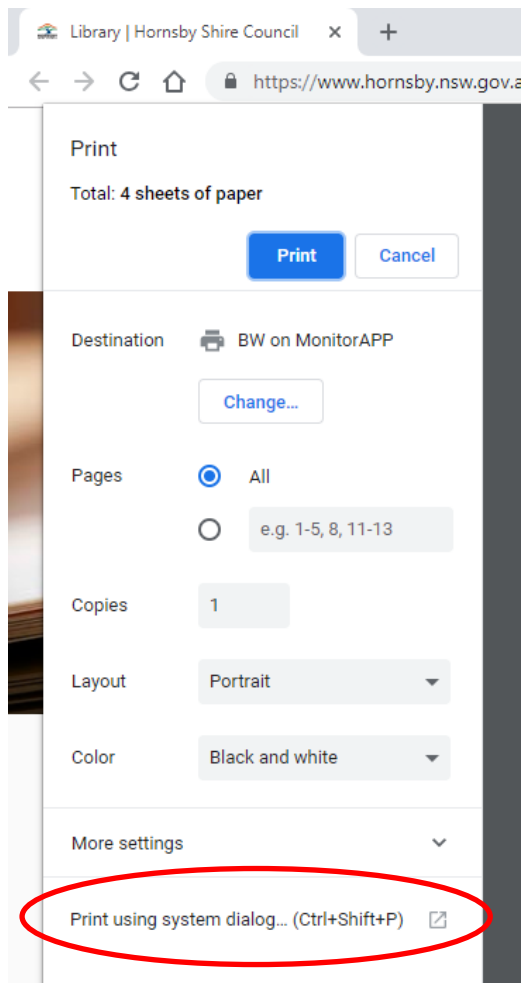 Library | Hornsby Shire Council
https://www.hornsby.nsw.gov.a
Print
Total: 4 sheets of paper
Print Cancel
Destination BW on MonitorAPP
Change...
Pages All
e.g. 1-5, 8, 11-13
Copies 1
Layout Portrait
Color Black and white
More settings
Print using system dialog... (Ctrl+Shift+P)